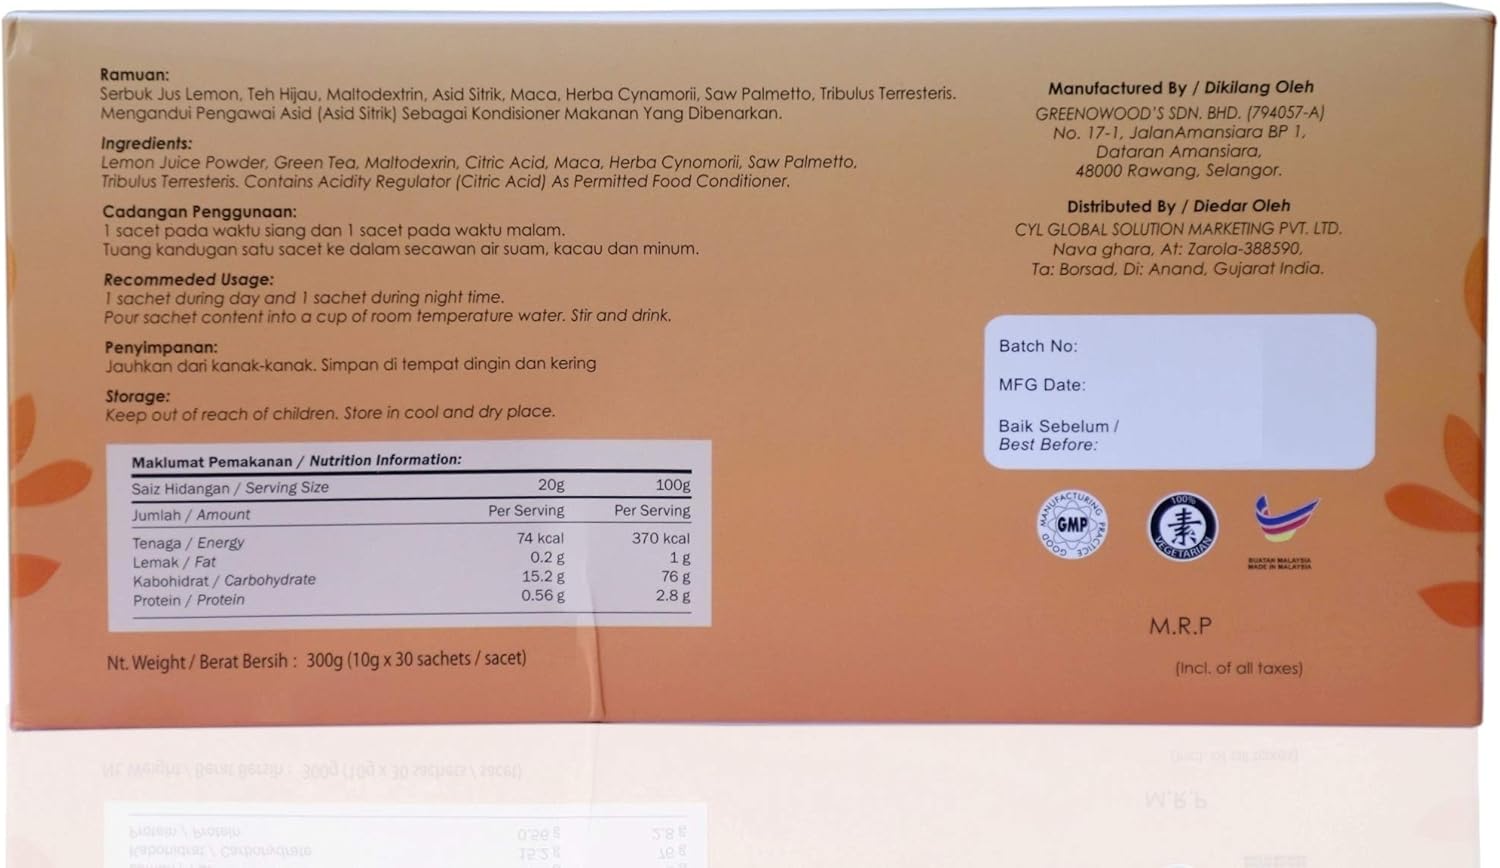 Ramuan:
Serbuk Jus Lemon, Teh Hijau, Maltodextrin, Asid Sitrik, Maca, Herba Cynamorii, Saw Palmetto, Tribulus Terresteris.
Mengandui Pengawai Asid (Asid Sitrik) Sebagai Kondisioner Makanan Yang Dibenarkan.
Ingredients:
Lemon Juice Powder, Green Tea, Maltodexrin, Citric Acid, Maca, Herba Cynomorii, Saw Palmetto,
Tribulus Terresteris. Contains Acidity Regulator (Citric Acid) As Permitted Food Conditioner.
Cadangan Penggunaan:
1 sacet pada waktu siang dan 1 sacet pada waktu malam.
Tuang kandugan satu sacet ke dalam secawan air suam, kacau dan minum.
Recommeded Usage:
1 sachet during day and 1 sachet during night time.
Pour sachet content into a cup of room temperature water. Stir and drink.
Penyimpanan:
Jauhkan dari kanak-kanak. Simpan di tempat dingin dan kering
Storage:
Keep out of reach of children. Store in cool and dry place.
Maklumat Pemakanan / Nutrition Information:
Saiz Hidangan / Serving Size 20g 100g
Jumlah / Amount Per Serving Per Serving
Tenaga / Energy 74 kcal 370 kcal
Lemak / Fat 0.2 g 1 g
Kabohidrat / Carbohydrate 15.2 g 76 g
Protein / Protein 0.56 g 2.8 g
Nt. Weight / Berat Bersih : 300g (10g x 30 sachets / sacet)
Manufactured By / Dikilang Oleh
GREENOWOOD'S SDN. BHD. (794057-A)
No. 17-1, JalanAmansiara BP 1,
Dataran Amansiara,
48000 Rawang, Selangor.
Distributed By / Diedar Oleh
CYL GLOBAL SOLUTION MARKETING PVT. LTD.
Nava ghara, At: Zarola-388590.
Ta: Borsad, Di: Anand, Gujarat India.
Batch No:
MFG Date:
Baik Sebelum /
Best Before:
GOOD MANUFACTURING PRACTICE
GMP
100%
素
VEGETARIAN
BUATAN MALAYSIA
MADE IN MALAYSIA
M.R.P
(Incl. of all taxes)